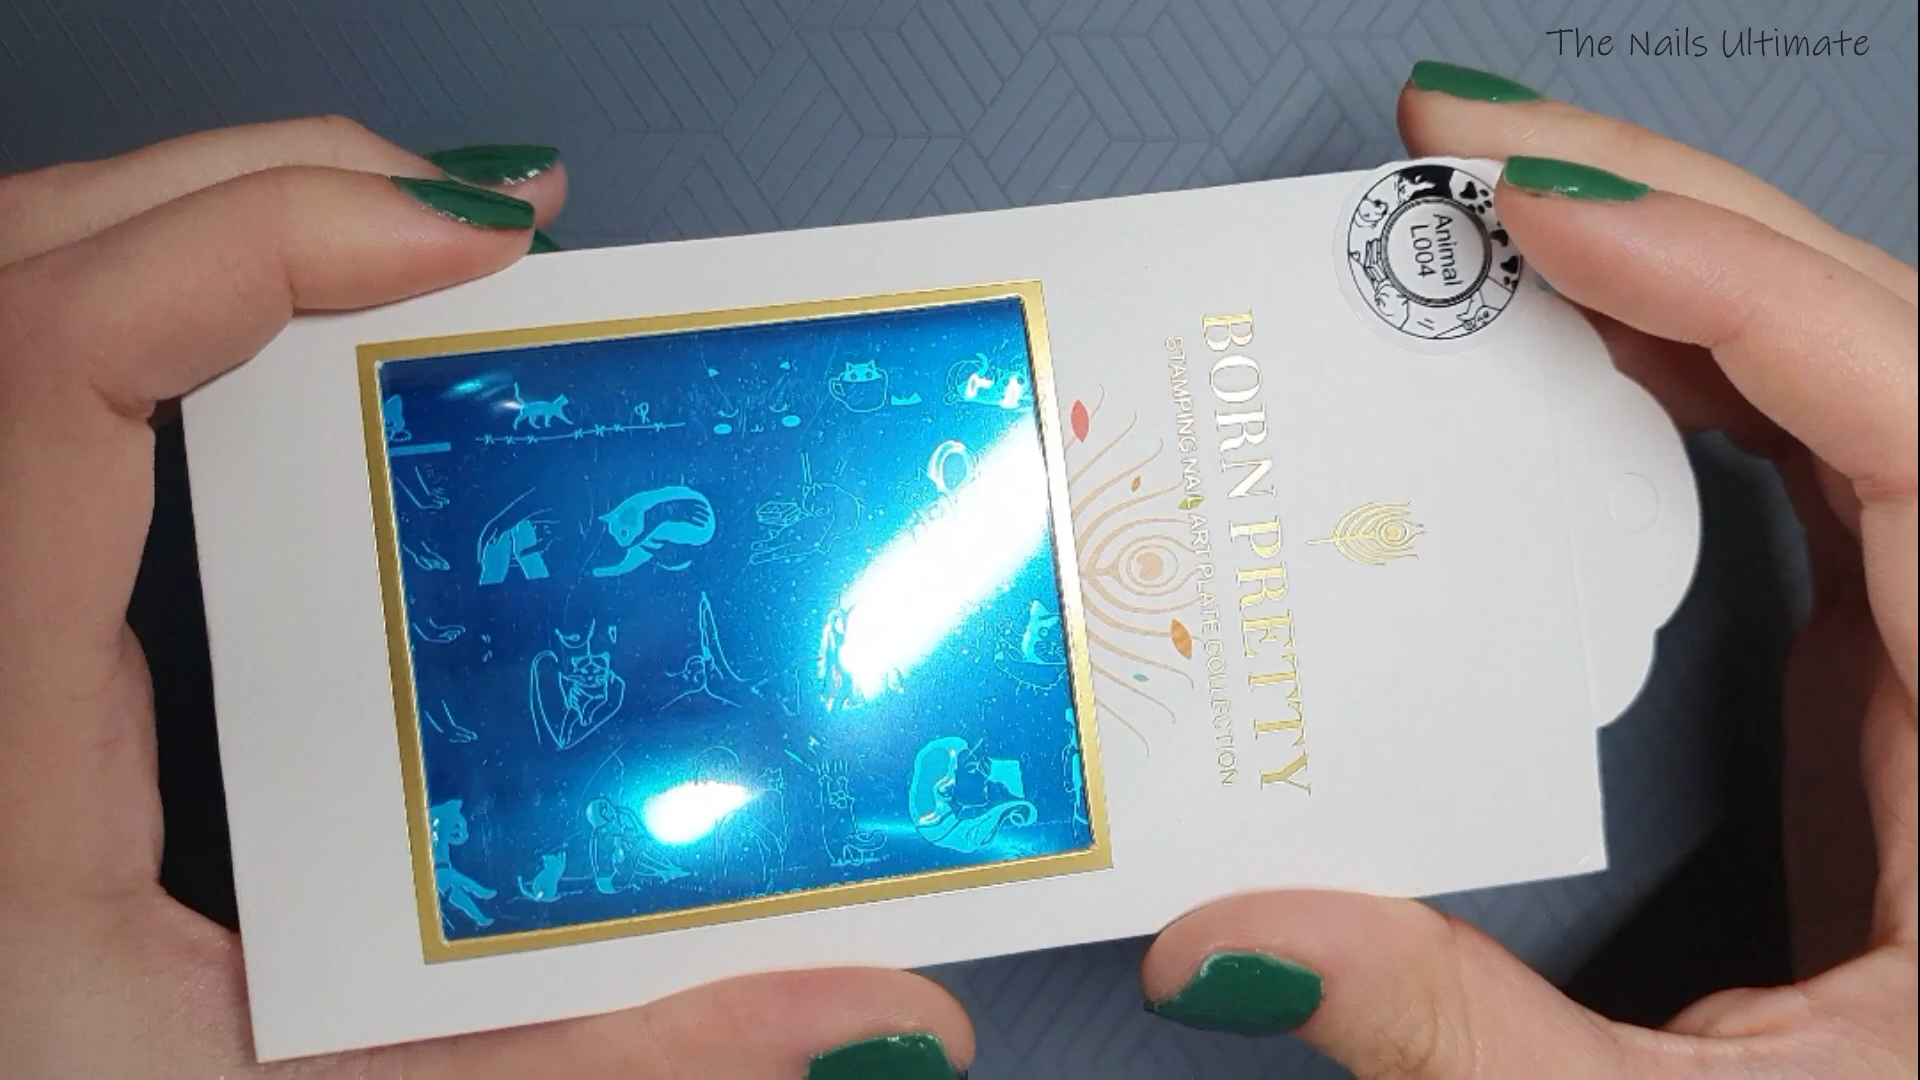 The Nails Ultimate
Animal
L004
BORN PRETTY
STAMPING NAIL ART PLATE COLLECTION